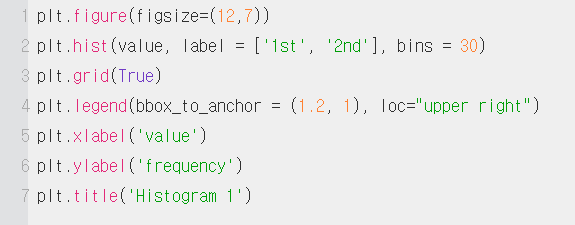 1 plt.figure(figsize=(12,7))
2 plt.hist(value, label = ['1st', '2nd'], bins = 30)
3 plt.grid(True)
4 plt.legend(bbox_to_anchor = (1.2, 1), loc="upper right")
5 plt.xlabel('value')
6 plt.ylabel('frequency')
7 plt.title('Histogram 1')